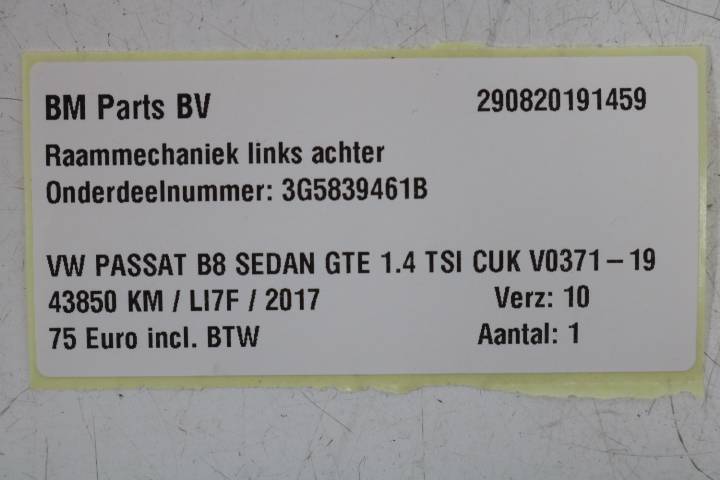 BM Parts BV 290820191459
Raammechaniek links achter
Onderdeelnummer: 3G5839461B
VW PASSAT B8 SEDAN GTE 1.4 TSI CUK V0371-19
43850 KM / LI7F / 2017 Verz: 10
75 Euro incl. BTW Aantal: 1